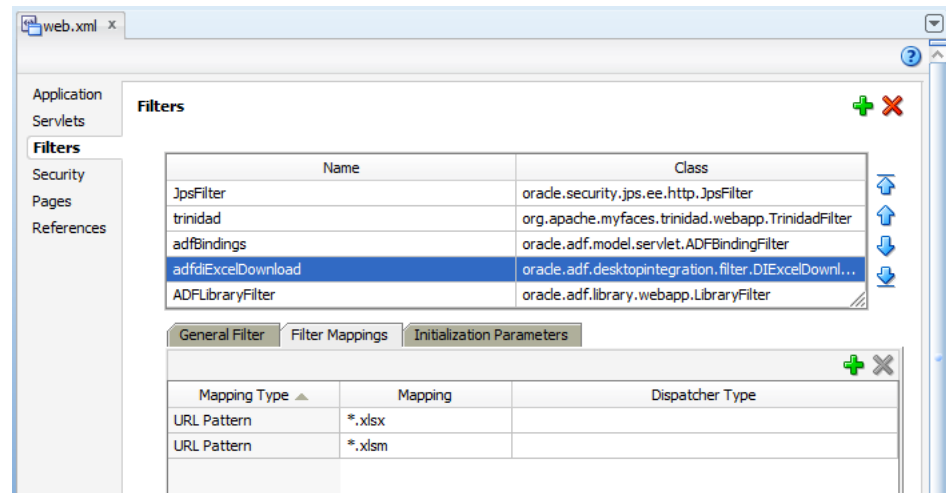 web.xml x
?
Application
Servlets
Filters
Security
Pages
References
Filters
Name Class
JpsFilter oracle.security.jps.ee.http.JpsFilter
trinidad org.apache.myfaces.trinidad.webapp.TrinidadFilter
adfBindings oracle.adf.model.servlet.ADFBindingFilter
adfdiExcelDownload oracle.adf.desktopintegration.filter.DIExcelDownl...
ADFLibraryFilter oracle.adf.library.webapp.LibraryFilter
General Filter Filter Mappings Initialization Parameters
Mapping Type Mapping Dispatcher Type
URL Pattern *.xlsx
URL Pattern *.xlsm